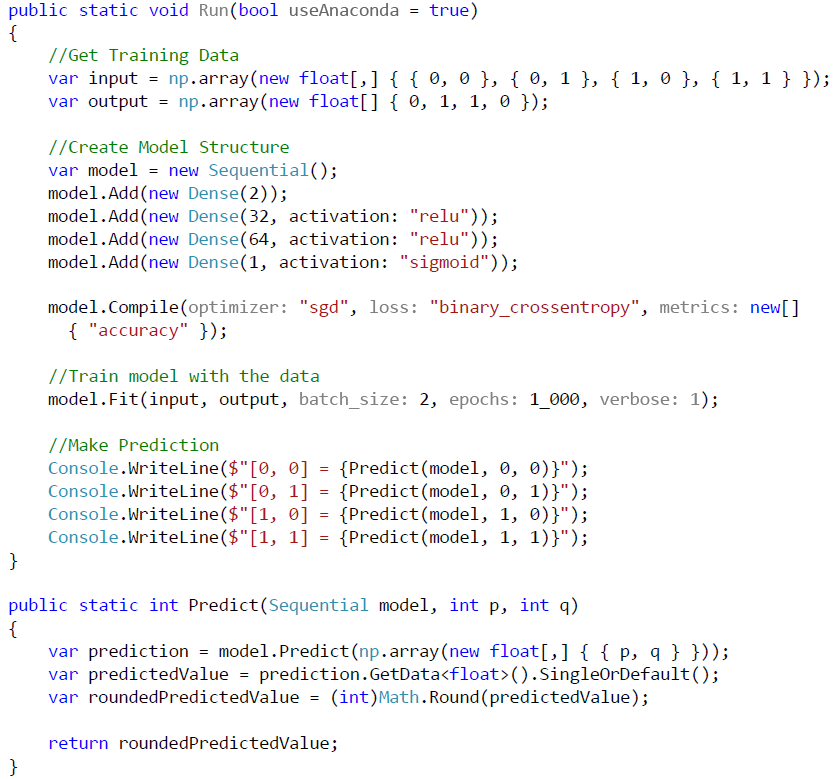 public static void Run(bool useAnaconda = true)
{
    //Get Training Data
    var input = np.array(new float[,] { { 0, 0 }, { 0, 1 }, { 1, 0 }, { 1, 1 } });
    var output = np.array(new float[] { 0, 1, 1, 0 });

    //Create Model Structure
    var model = new Sequential();
    model.Add(new Dense(2));
    model.Add(new Dense(32, activation: "relu"));
    model.Add(new Dense(64, activation: "relu"));
    model.Add(new Dense(1, activation: "sigmoid"));

    model.Compile(optimizer: "sgd", loss: "binary_crossentropy", metrics: new[]
      { "accuracy" });

    //Train model with the data
    model.Fit(input, output, batch_size: 2, epochs: 1_000, verbose: 1);

    //Make Prediction
    Console.WriteLine($"[0, 0] = {Predict(model, 0, 0)}");
    Console.WriteLine($"[0, 1] = {Predict(model, 0, 1)}");
    Console.WriteLine($"[1, 0] = {Predict(model, 1, 0)}");
    Console.WriteLine($"[1, 1] = {Predict(model, 1, 1)}");
}

public static int Predict(Sequential model, int p, int q)
{
    var prediction = model.Predict(np.array(new float[,] { { p, q } }));
    var predictedValue = prediction.GetData<float>().SingleOrDefault();
    var roundedPredictedValue = (int)Math.Round(predictedValue);

    return roundedPredictedValue;
}